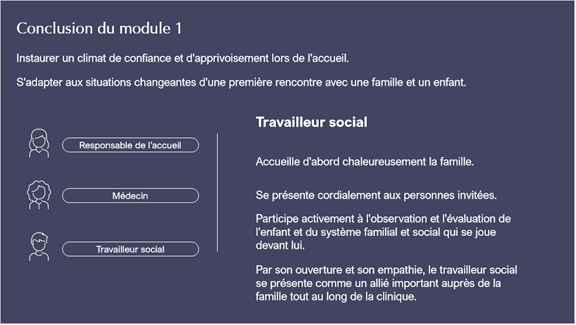 Conclusion du module 1
Instaurer un climat de confiance et d'apprivoisement lors de l'accueil.
S'adapter aux situations changeantes d'une première rencontre avec une famille et un enfant.
Responsable de l'accueil
Médecin
Travailleur social
Travailleur social
Accueille d'abord chaleureusement la famille.
Se présente cordialement aux personnes invitées.
Participe activement à l'observation et l'évaluation de
l'enfant et du système familial et social qui se joue
devant lui.
Par son ouverture et son empathie, le travailleur social
se présente comme un allié important auprès de la
famille tout au long de la clinique.